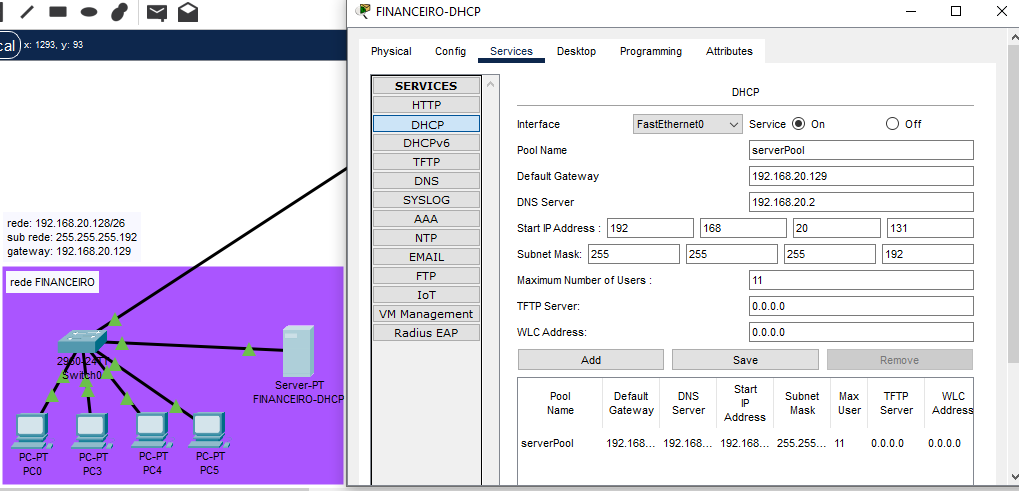 FINANCEIRO-DHCP
cal x: 1293, y: 93
Physical Config Services Desktop Programming Attributes
SERVICES
HTTP
DHCP
DHCPv6
TFTP
DNS
SYSLOG
AAA
NTP
EMAIL
FTP
IoT
VM Management
Radius EAP
DHCP
Interface FastEthernet0 Service On Off
Pool Name serverPool
Default Gateway 192.168.20.129
DNS Server 192.168.20.2
Start IP Address : 192 168 20 131
Subnet Mask: 255 255 255 192
Maximum Number of Users : 11
TFTP Server: 0.0.0.0
WLC Address: 0.0.0.0
Add Save Remove
Pool Name Default Gateway DNS Server Start IP Address Subnet Mask Max User TFTP Server WLC Address
serverPool 192.168... 192.168... 192.168... 255.255... 11 0.0.0.0 0.0.0.0
rede: 192.168.20.128/26
sub rede: 255.255.255.192
gateway: 192.168.20.129
rede FINANCEIRO
Switch0
Server-PT
FINANCEIRO-DHCP
PC-PT
PC0
PC-PT
PC3
PC-PT
PC4
PC-PT
PC5